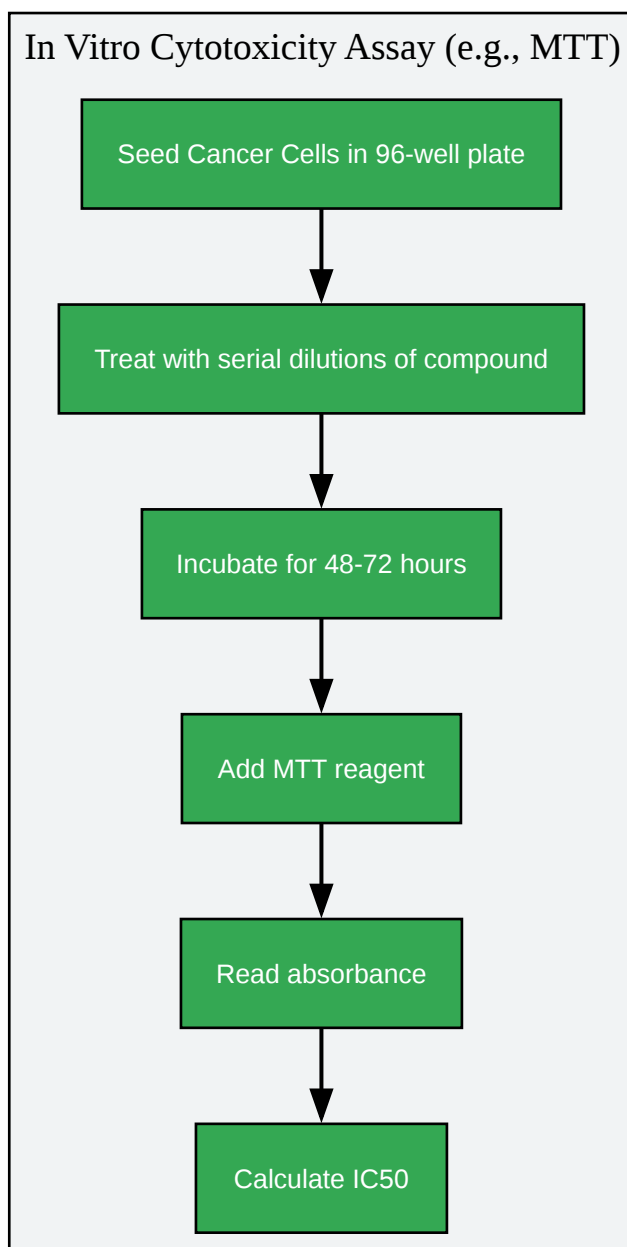 In Vitro Cytotoxicity Assay (e.g., MTT)
Seed Cancer Cells in 96-well plate
Treat with serial dilutions of compound
Incubate for 48-72 hours
Add MTT reagent
Read absorbance
Calculate IC50